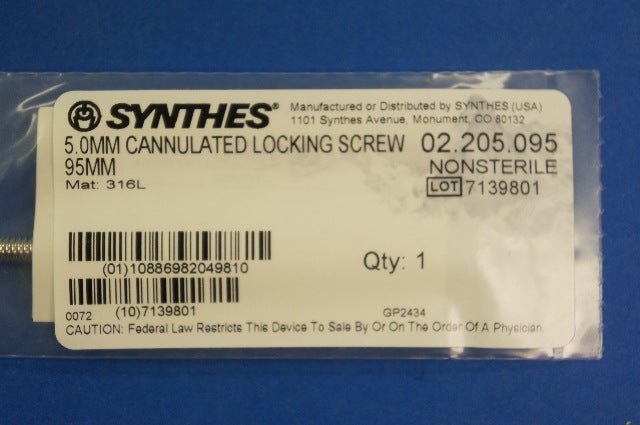 SYNTHES® Manufactured or Distributed by SYNTHES (USA)
1101 Synthes Avenue, Monument, CO 80132
5.0MM CANNULATED LOCKING SCREW 02.205.095
95MM NONSTERILE
Mat: 316L LOT 7139801
(01)10886982049810
Qty: 1
(10)7139801
0072 GP2434
CAUTION: Federal Law Restricts This Device To Sale By Or On The Order Of A Physician.